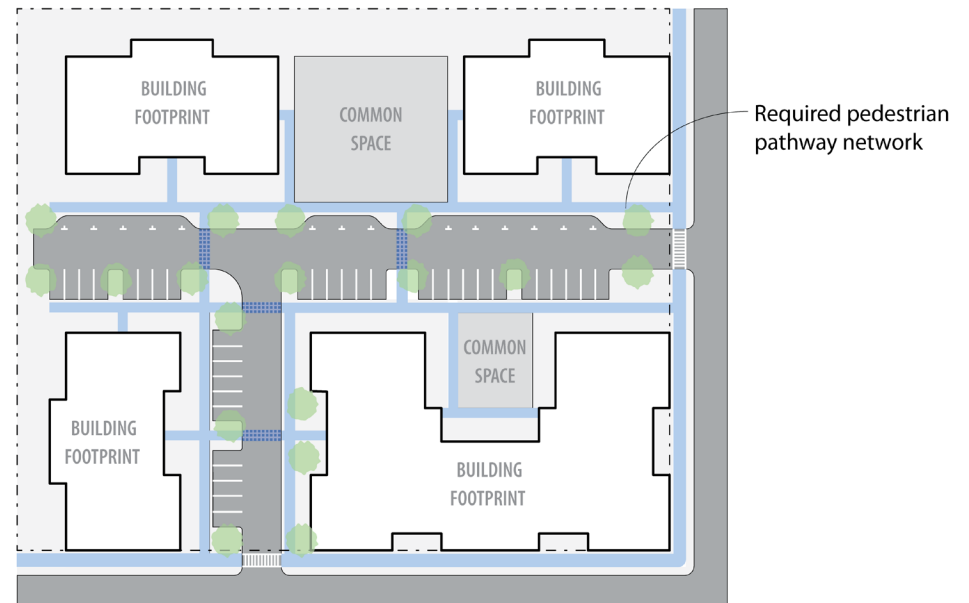 BUILDING
FOOTPRINT
COMMON
SPACE
BUILDING
FOOTPRINT
Required pedestrian
pathway network
COMMON
SPACE
BUILDING
FOOTPRINT
BUILDING
FOOTPRINT